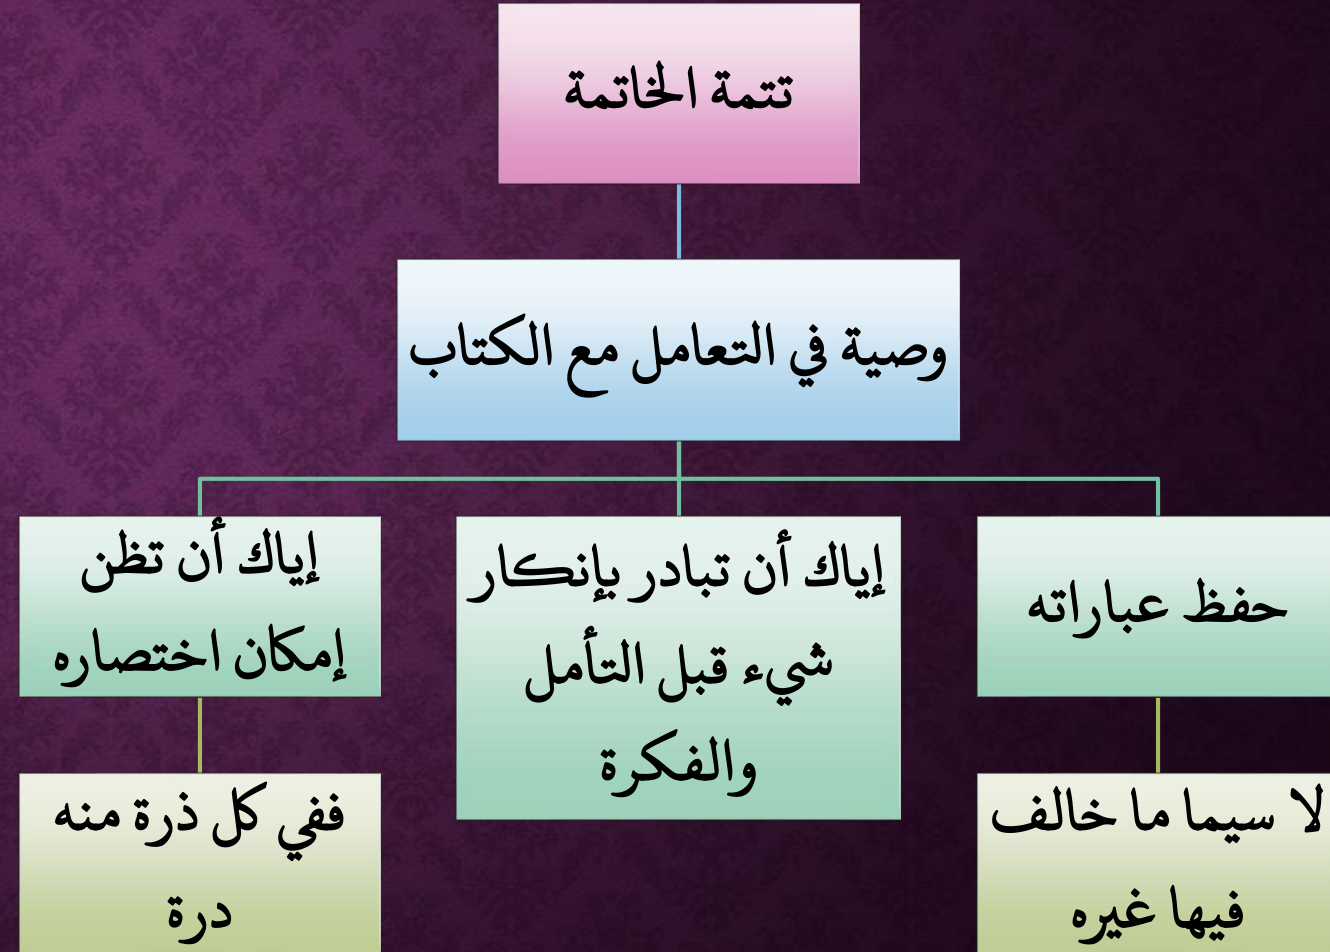 تتمة الخاتمة
وصية في التعامل مع الكتاب
حفظ عباراته
لا سيما ما خالف
فيها غيره
إياك أن تبادر بإنكار
شيء قبل التأمل
والفكرة
إياك أن تظن
إمكان اختصاره
ففي كل ذرة منه
درة